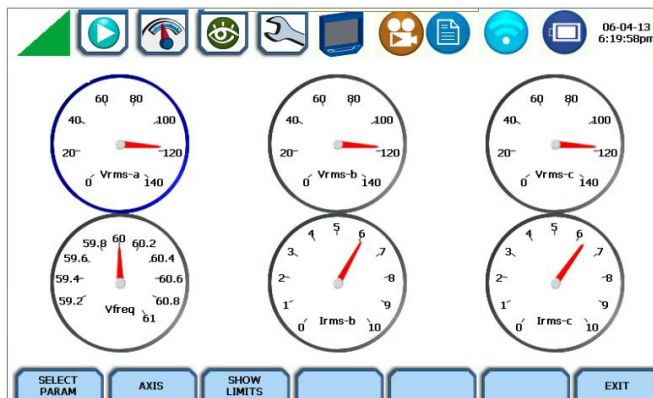 06-04-13
6:19:58pm
0 20 40 60 80 100 120 140
Vrms-a
0 20 40 60 80 100 120 140
Vrms-b
0 20 40 60 80 100 120 140
Vrms-c
59.2 59.4 59.6 59.8 60 60.2 60.4 60.6 60.8 61
Vfreq
0 1 2 3 4 5 6 7 8 9 10
Irms-b
0 1 2 3 4 5 6 7 8 9 10
Irms-c
SELECT
PARAM
AXIS
SHOW
LIMITS
EXIT